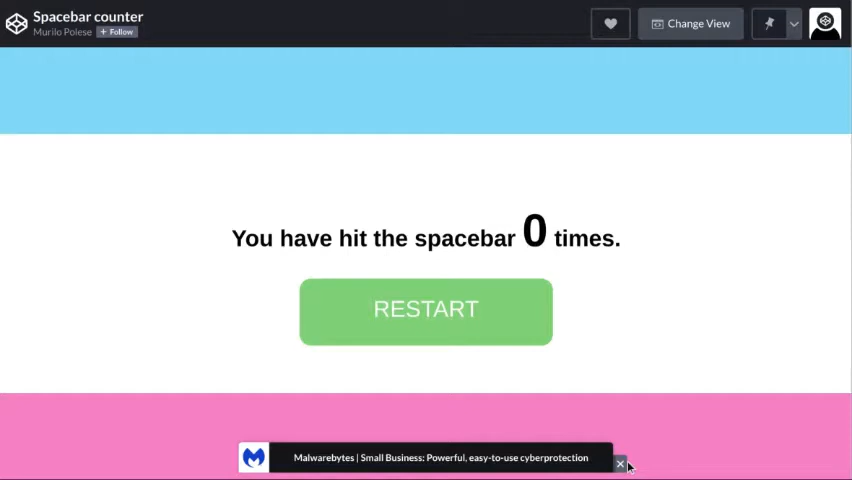 Spacebar counter
Murilo Polese + Follow
Change View
You have hit the spacebar 0 times.
RESTART
Malwarebytes | Small Business: Powerful, easy-to-use cyberprotection